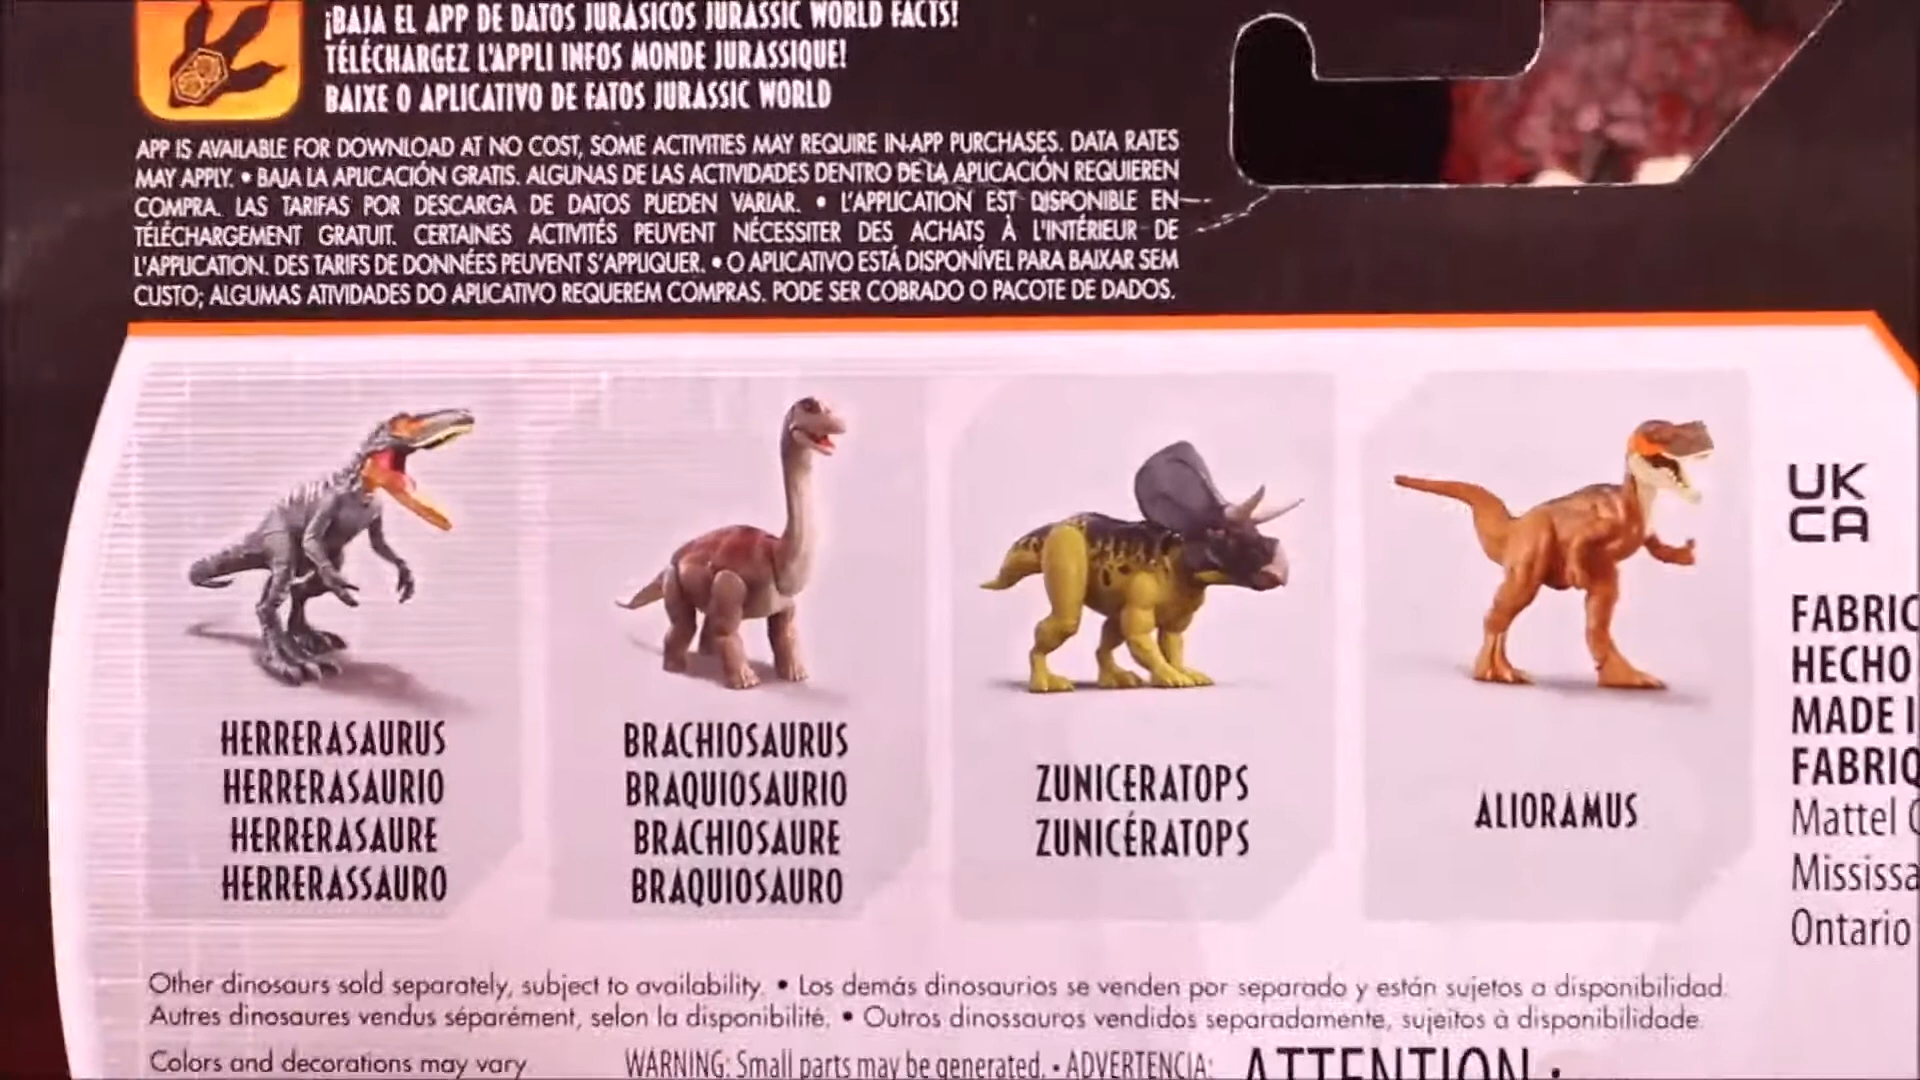 ¡BAJA EL APP DE DATOS JURÁSICOS JURASSIC WORLD FACTS!
TÉLÉCHARGEZ L'APPLI INFOS MONDE JURASSIQUE!
BAIXE O APLICATIVO DE FATOS JURASSIC WORLD
APP IS AVAILABLE FOR DOWNLOAD AT NO COST, SOME ACTIVITIES MAY REQUIRE IN-APP PURCHASES. DATA RATES
MAY APPLY. • BAJA LA APLICACIÓN GRATIS. ALGUNAS DE LAS ACTIVIDADES DENTRO DE LA APLICACIÓN REQUIEREN
COMPRA. LAS TARIFAS POR DESCARGA DE DATOS PUEDEN VARIAR. • L'APPLICATION EST DISPONIBLE EN
TÉLÉCHARGEMENT GRATUIT. CERTAINES ACTIVITÉS PEUVENT NÉCESSITER DES ACHATS À L'INTÉRIEUR DE
L'APPLICATION. DES TARIFS DE DONNÉES PEUVENT S'APPLIQUER. • O APLICATIVO ESTÁ DISPONÍVEL PARA BAIXAR SEM
CUSTO; ALGUMAS ATIVIDADES DO APLICATIVO REQUEREM COMPRAS. PODE SER COBRADO O PACOTE DE DADOS.
HERRERASAURUS
HERRERASAURIO
HERRERASAURE
HERRERASSAURO
BRACHIOSAURUS
BRAQUIOSAURIO
BRACHIOSAURE
BRAQUIOSAURO
ZUNICERATOPS
ZUNICÉRATOPS
ALIORAMUS
UK
CA
FABRIC
HECHO
MADE I
FABRIQ
Mattel C
Mississa
Ontario
Other dinosaurs sold separately, subject to availability. • Los demás dinosaurios se venden por separado y están sujetos a disponibilidad.
Autres dinosaures vendus séparément, selon la disponibilité. • Outros dinossauros vendidos separadamente, sujeitos à disponibilidade.
Colors and decorations may vary.
WARNING: Small parts may be generated. • ADVERTENCIA:
ATTENTION •